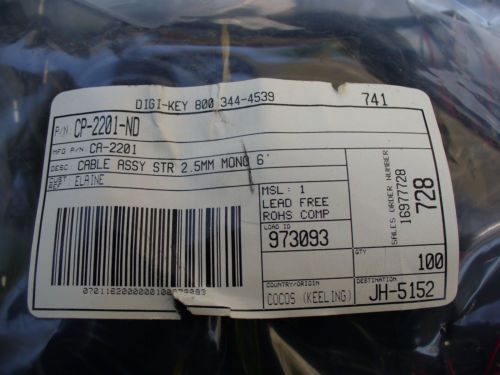 DIGI-KEY 800 344-4539 741
P/N: CP-2201-ND
MFG P/N: CA-2201
DESC: CABLE ASSY STR 2.5MM MONO 6'
CUST REF ELAINE
MSL: 1
LEAD FREE
ROHS COMP
LOAD ID
973093
SALES ORDER NUMBER
16977728
728
QTY
100
COUNTRY/ORIGIN
COCOS (KEELING)
DESTINATION
JH-5152